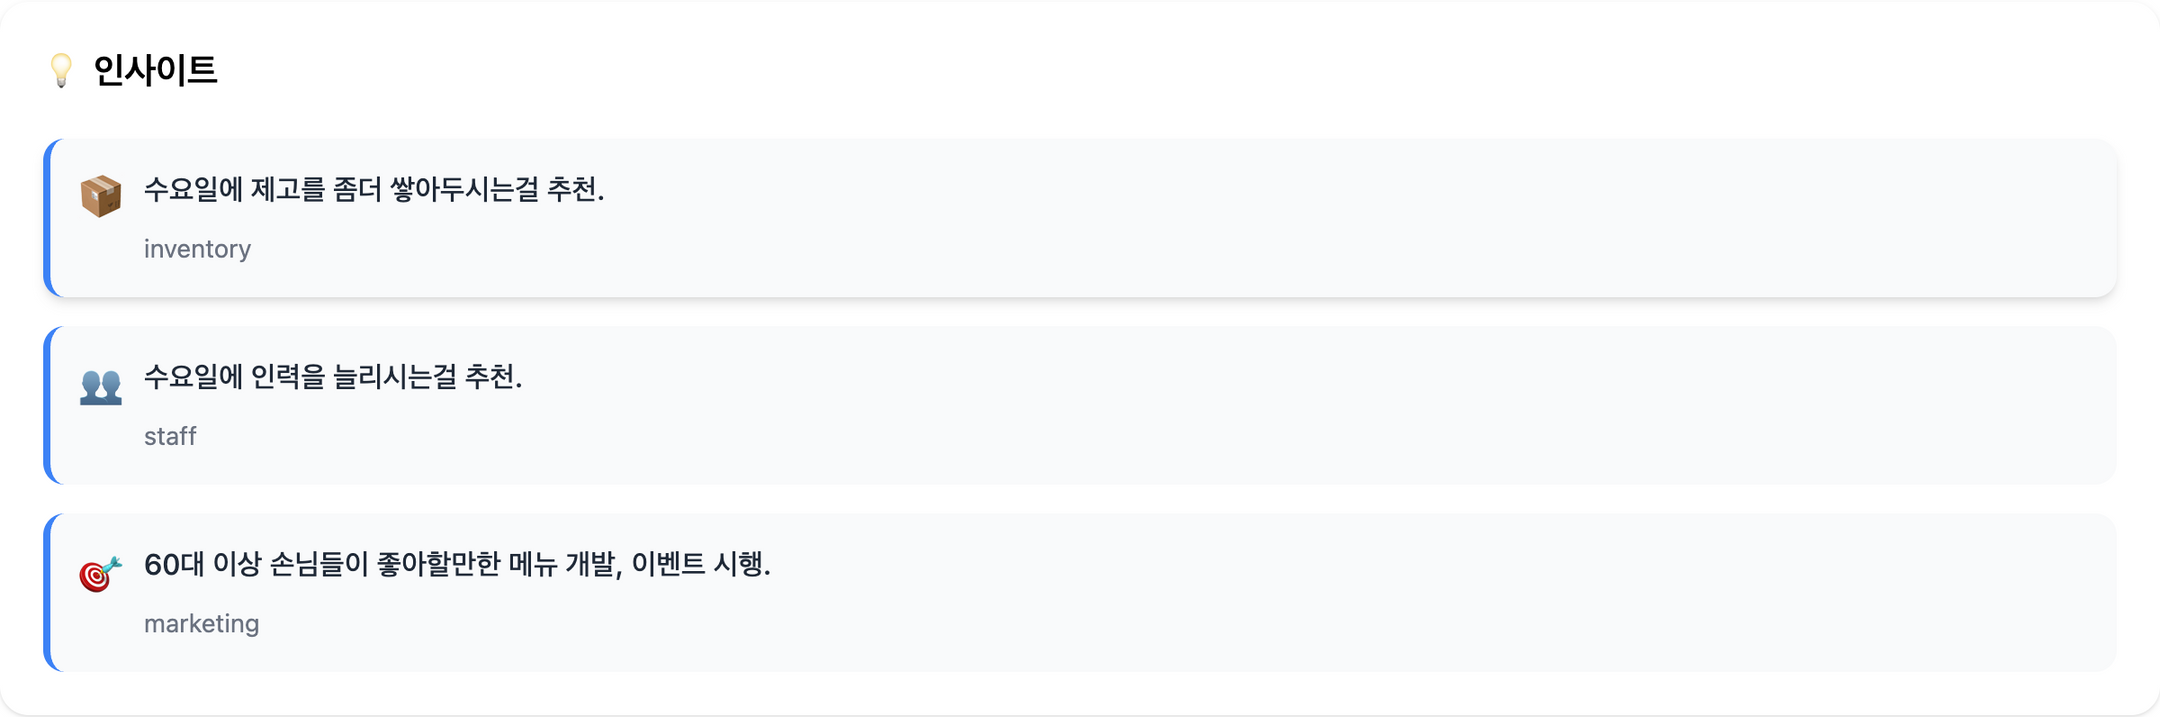 인사이트
수요일에 제고를 좀더 쌓아두시는걸 추천.
inventory
수요일에 인력을 늘리시는걸 추천.
staff
60대 이상 손님들이 좋아할만한 메뉴 개발, 이벤트 시행.
marketing